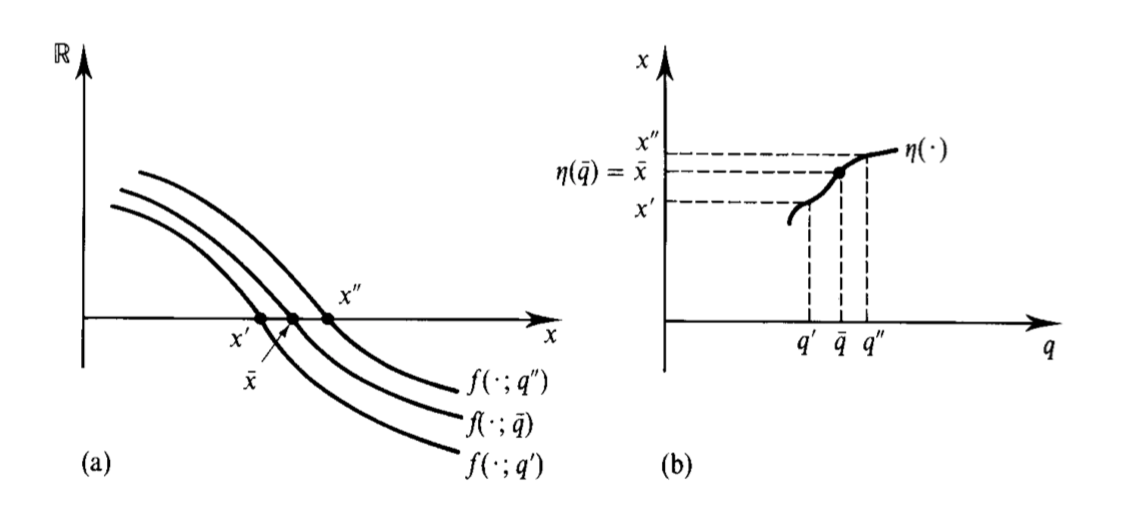 ℝ
x″
x′
x̄
x
f(·; q″)
f(·; q̄)
f(·; q′)
(a)
x
x″
η(q̄) = x̄
x′
η(·)
q′ q̄ q″
q
(b)